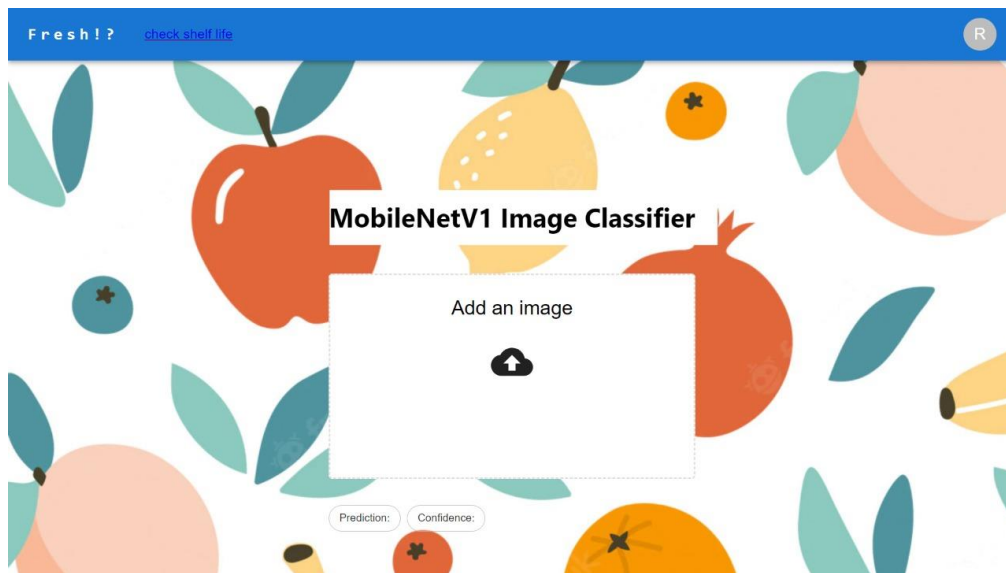 Fresh!? check shelf life R
MobileNetV1 Image Classifier
Add an image
Prediction: Confidence: